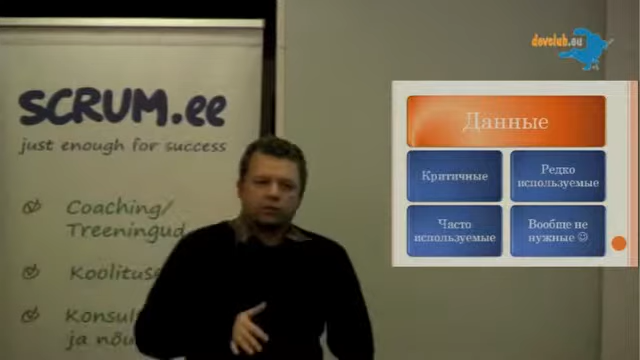 devclub.eu
SCRUM.ee
just enough for success
Coaching/
Treeningud
Koolituse
Konsul
ja nõu
Данные
Критичные
Редко
используемые
Часто
используемые
Вообще не
нужные ☺